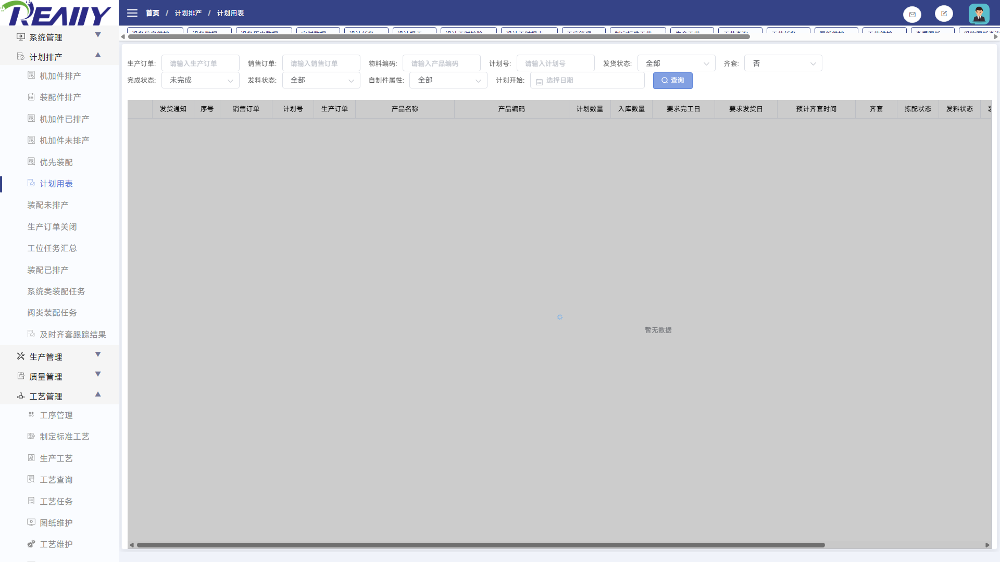 REALLY
首页 / 计划排产 / 计划用表
系统管理
计划排产
机加件排产
装配件排产
机加件已排产
机加件未排产
优先装配
计划用表
装配未排产
生产订单关闭
工位任务汇总
装配已排产
系统类装配任务
阀类装配任务
及时齐套跟踪结果
生产管理
质量管理
工艺管理
工序管理
制定标准工艺
生产工艺
工艺查询
工艺任务
图纸维护
工艺维护
生产订单: 请输入生产订单 销售订单: 请输入销售订单 物料编码: 请输入产品编码 计划号: 请输入计划号 发货状态: 全部 齐套: 否
完成状态: 未完成 发料状态: 全部 自制件属性: 全部 计划开始: 选择日期 查询
发货通知 序号 销售订单 计划号 生产订单 产品名称 产品编码 计划数量 入库数量 要求完工日 要求发货日 预计齐套时间 齐套 拣配状态 发料状态
暂无数据